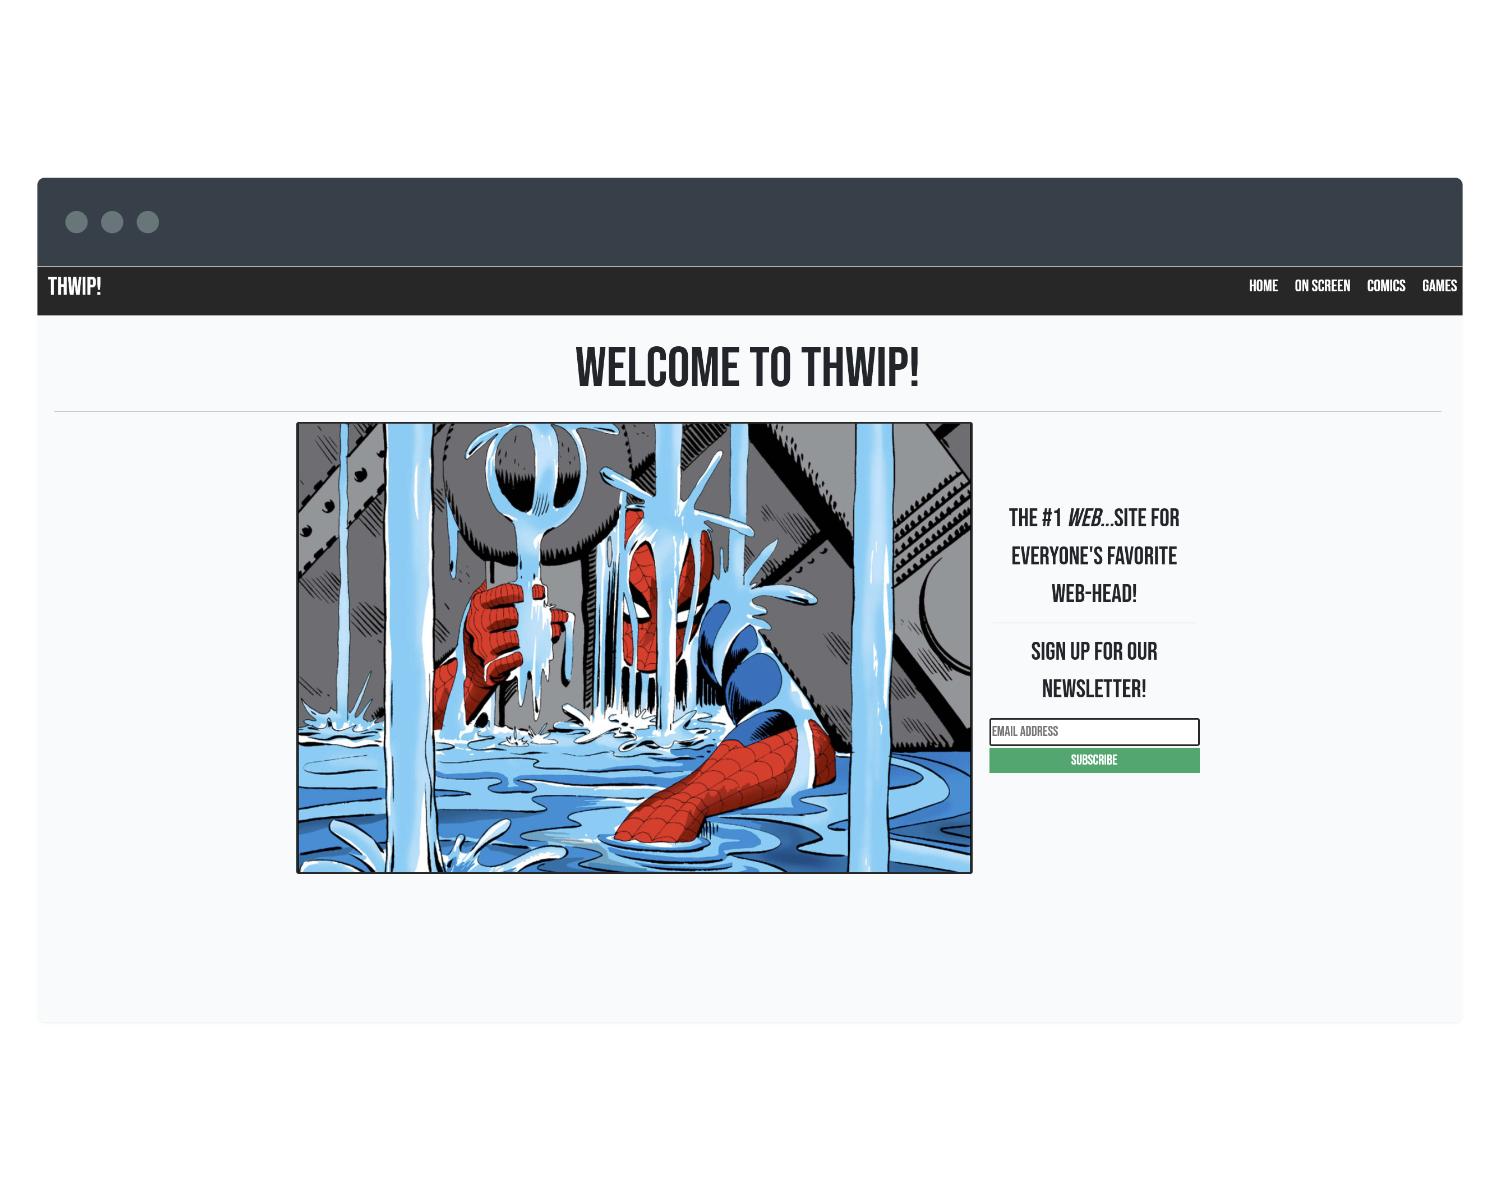 THWIP!
HOME ON SCREEN COMICS GAMES
WELCOME TO THWIP!
THE #1 WEB...SITE FOR
EVERYONE'S FAVORITE
WEB-HEAD!
SIGN UP FOR OUR
NEWSLETTER!
EMAIL ADDRESS
SUBSCRIBE